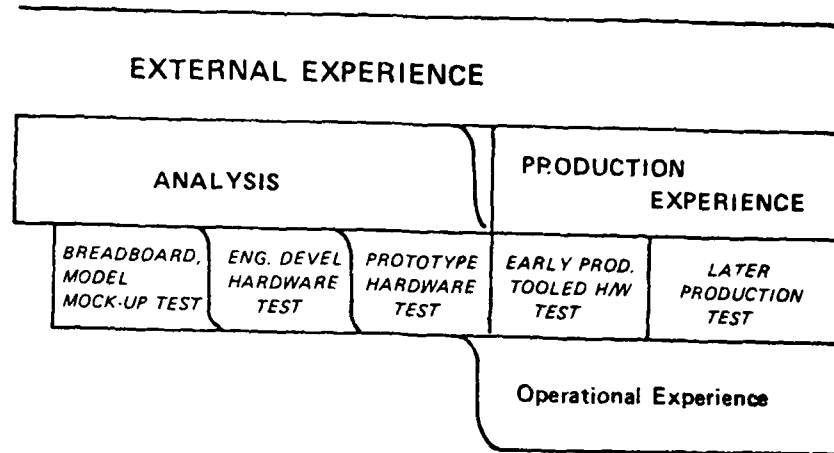 EXTERNAL EXPERIENCE
ANALYSIS
PRODUCTION
EXPERIENCE
BREADBOARD,
MODEL
MOCK-UP TEST
ENG. DEVEL
HARDWARE
TEST
PROTOTYPE
HARDWARE
TEST
EARLY PROD.
TOOLED H/W
TEST
LATER
PRODUCTION
TEST
Operational Experience